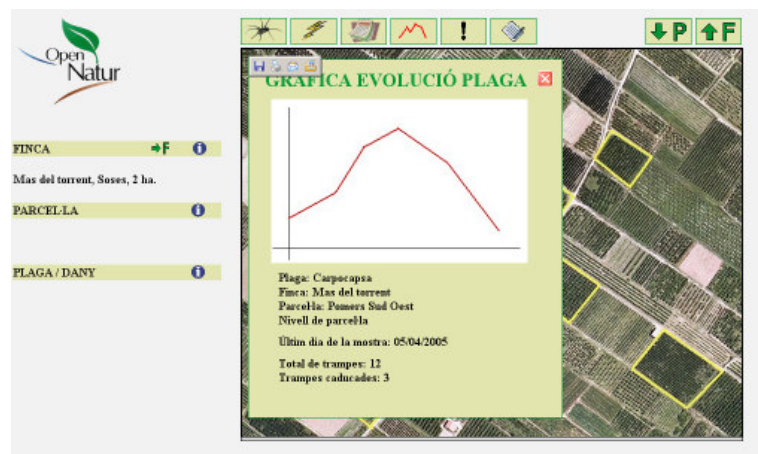 Open
Natur
P
F
FINCA
F
Mas del torrent, Soses, 2 ha.
PARCEL·LA
PLAGA / DANY
GRÀFICA EVOLUCIÓ PLAGA
Plaga: Carpocapsa
Finca: Mas del torrent
Parcel·la: Pomers Sud Oest
Nivell de parcel·la
Últim dia de la mostra: 05/04/2005
Total de trampes: 12
Trampes caducades: 3